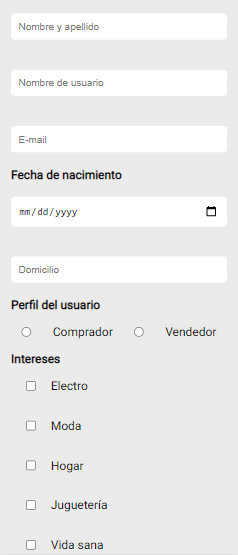 Nombre y apellido
Nombre de usuario
E-mail
Fecha de nacimiento
mm/dd/yyyy
Domicilio
Perfil del usuario
Comprador Vendedor
Intereses
Electro
Moda
Hogar
Juguetería
Vida sana